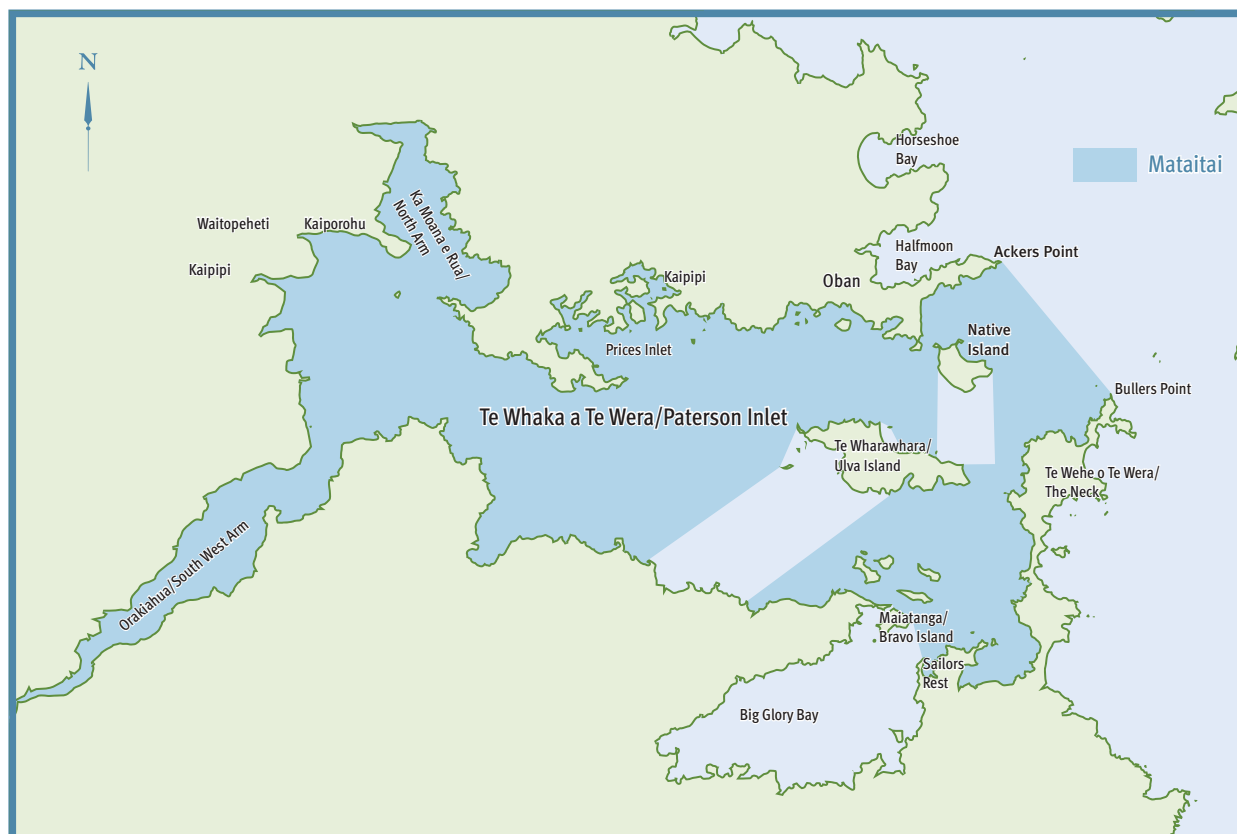 N
Horseshoe
Bay
Mataitai
Ka Moana e Rua/
North Arm
Waitopeheti
Kaiporohu
Halfmoon
Bay
Ackers Point
Kaipipi
Kaipipi
Oban
Native
Island
Prices Inlet
Bullers Point
Te Whaka a Te Wera/Paterson Inlet
Te Wharawhara/
Ulva Island
Te Wehe o Te Wera/
The Neck
Orakiahua/South West Arm
Maiatanga/
Bravo Island
Sailors
Rest
Big Glory Bay